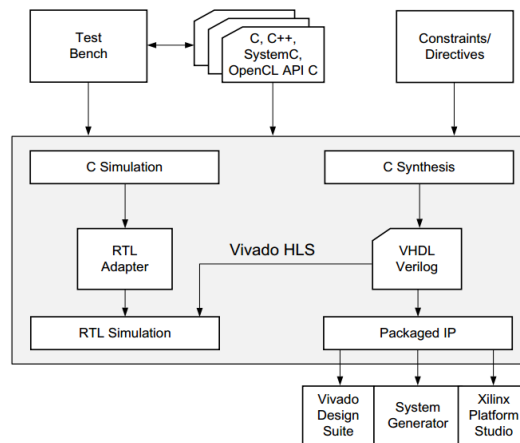 Test
Bench
C, C++,
SystemC,
OpenCL API C
Constraints/
Directives
C Simulation
C Synthesis
RTL
Adapter
Vivado HLS
VHDL
Verilog
RTL Simulation
Packaged IP
Vivado
Design
Suite
System
Generator
Xilinx
Platform
Studio